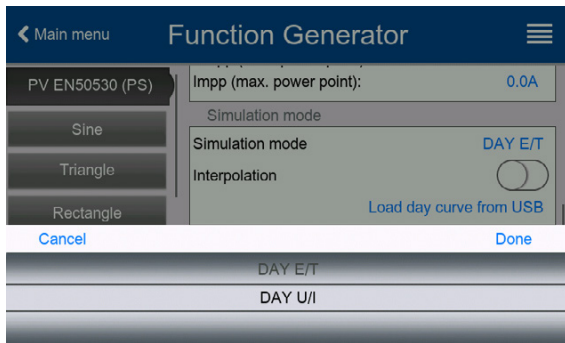 Main menu
Function Generator
PV EN50530 (PS)
Sine
Triangle
Rectangle
Impp (max. power point): 0.0A
Simulation mode
Simulation mode DAY E/T
Interpolation
Load day curve from USB
Cancel Done
DAY E/T
DAY U/I